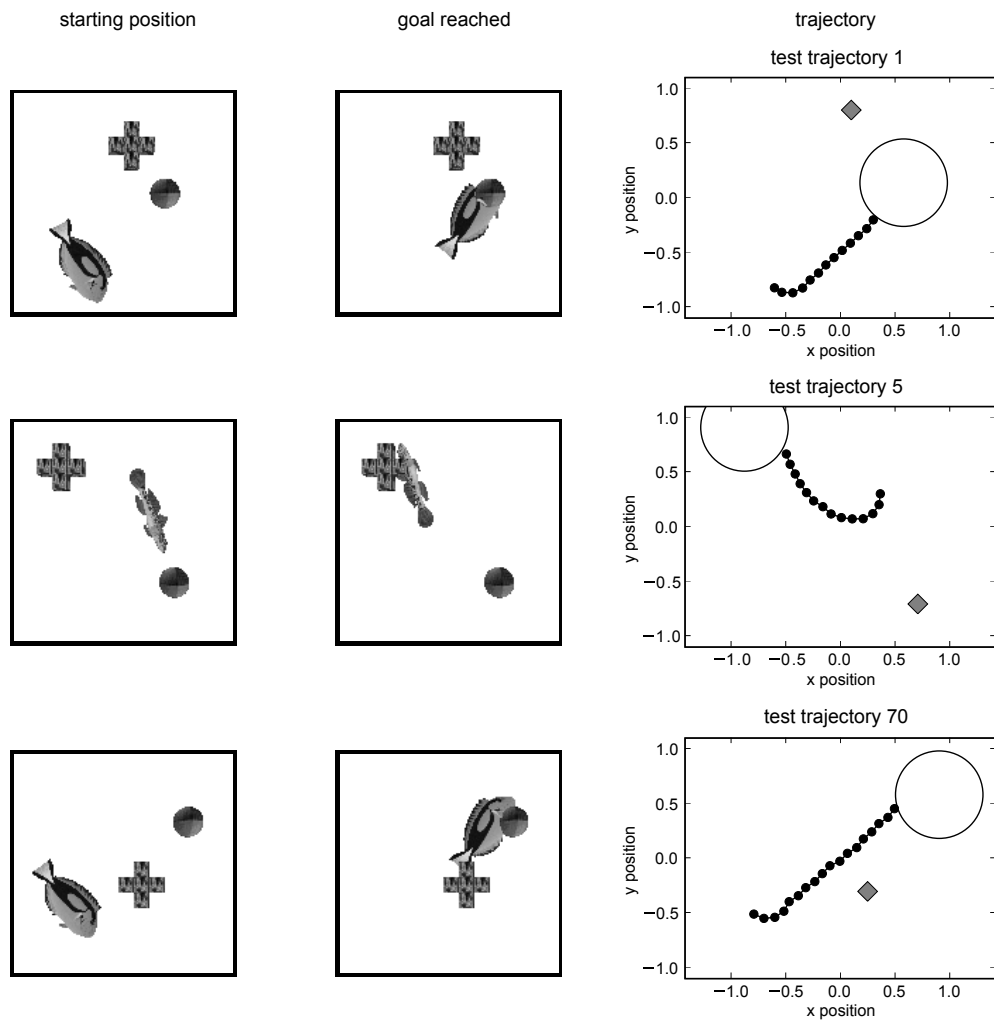 starting position
goal reached
trajectory
test trajectory 1
1.0
0.5
0.0
−0.5
−1.0
y position
−1.0 −0.5 0.0 0.5 1.0
x position
test trajectory 5
1.0
0.5
0.0
−0.5
−1.0
y position
−1.0 −0.5 0.0 0.5 1.0
x position
test trajectory 70
1.0
0.5
0.0
−0.5
−1.0
y position
−1.0 −0.5 0.0 0.5 1.0
x position